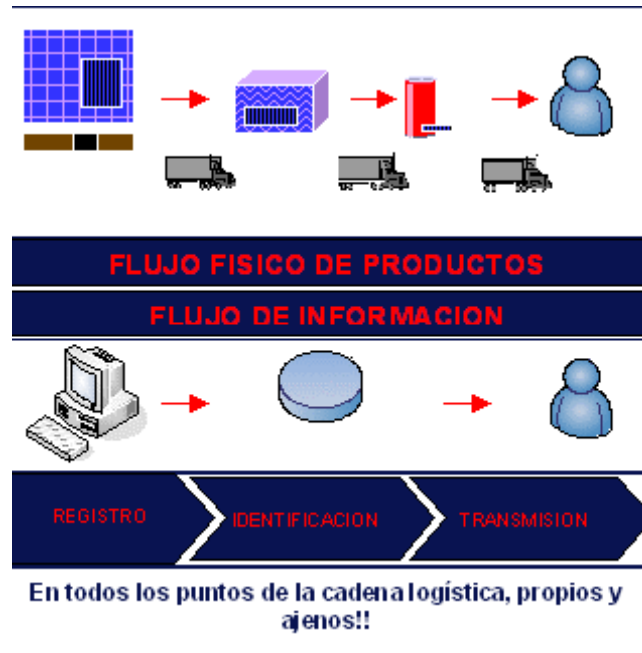 FLUJO FISICO DE PRODUCTOS
FLUJO DE INFORMACION
REGISTRO
IDENTIFICACION
TRANSMISION
En todos los puntos de la cadena logística, propios y
ajenos!!